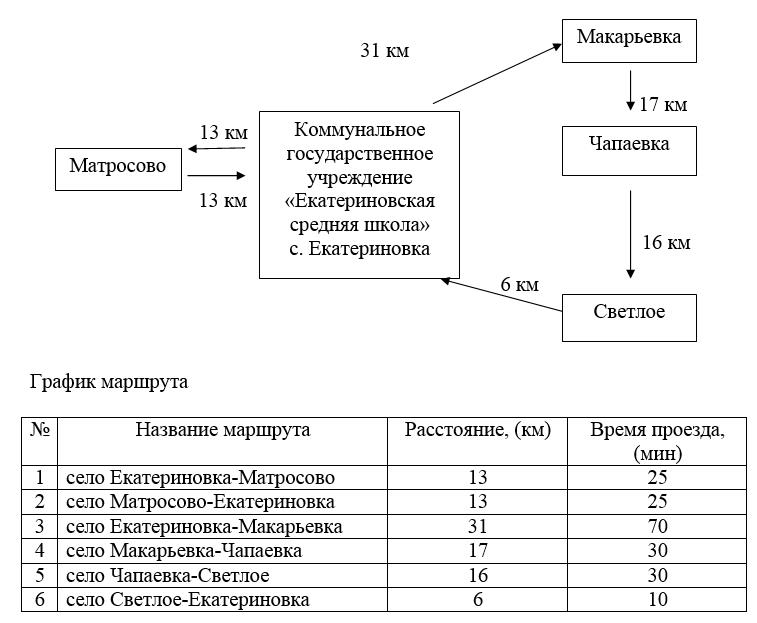 31 км
Макарьевка
17 км
Чапаевка
16 км
Светлое
6 км
Коммунальное
государственное
учреждение
«Екатериновская
средняя школа»
с. Екатериновка
13 км
Матросово
13 км
График маршрута
№ Название маршрута Расстояние, (км) Время проезда,
(мин)
1 село Екатериновка-Матросово 13 25
2 село Матросово-Екатериновка 13 25
3 село Екатериновка-Макарьевка 31 70
4 село Макарьевка-Чапаевка 17 30
5 село Чапаевка-Светлое 16 30
6 село Светлое-Екатериновка 6 10